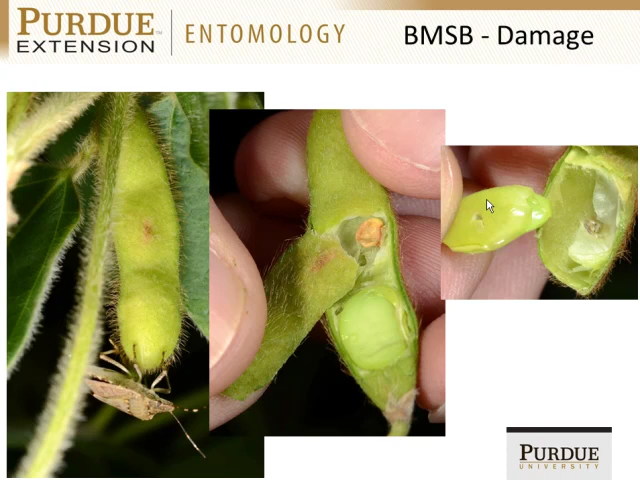 PURDUE
EXTENSION
ENTOMOLOGY
BMSB - Damage
PURDUE
UNIVERSITY